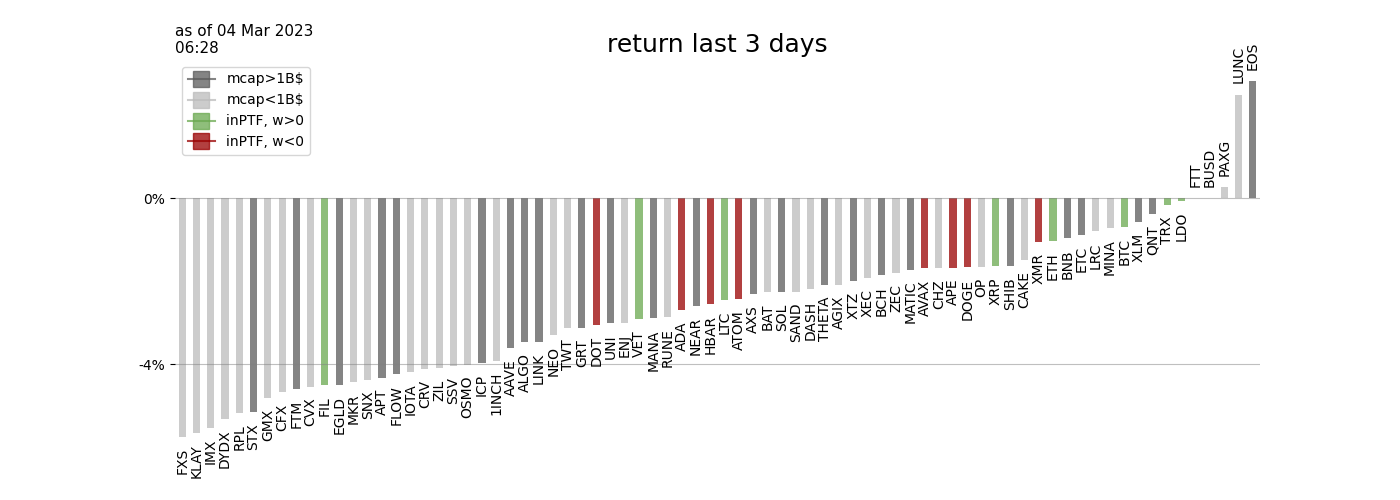 as of 04 Mar 2023
06:28
return last 3 days
mcap>1B$
mcap<1B$
inPTF, w>0
inPTF, w<0
0%
-4%
FXS
KLAY
IMX
DYDX
RPL
STX
GMX
CFX
FTM
CVX
FIL
EGLD
MKR
SNX
APT
FLOW
IOTA
CRV
ZIL
SSV
OSMO
ICP
1INCH
AAVE
ALGO
LINK
NEO
TWT
GRT
DOT
UNI
ENJ
VET
MANA
RUNE
ADA
NEAR
HBAR
LTC
ATOM
AXS
BAT
SOL
SAND
DASH
THETA
AGIX
XTZ
XEC
BCH
ZEC
MATIC
AVAX
CHZ
APE
DOGE
OP
XRP
SHIB
CAKE
XMR
ETH
BNB
ETC
LRC
MINA
BTC
XLM
QNT
TRX
LDO
FTT
BUSD
PAXG
LUNC
EOS